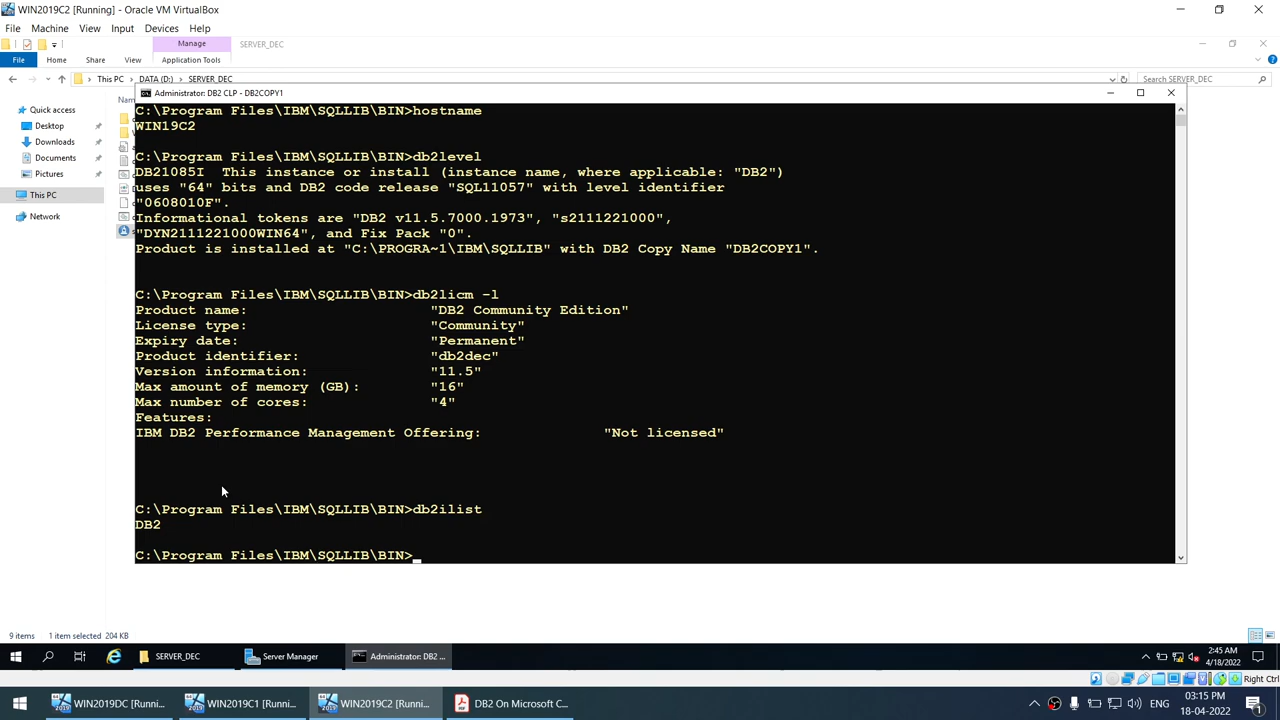 WIN2019C2 [Running] - Oracle VM VirtualBox
File Machine View Input Devices Help
Manage SERVER_DEC
File Home Share View Application Tools
This PC DATA (D:) SERVER_DEC Search SERVER_DEC
Administrator: DB2 CLP - DB2COPY1
Quick access
Desktop
Downloads
Documents
Pictures
This PC
Network
C:\Program Files\IBM\SQLLIB\BIN>hostname
WIN19C2
C:\Program Files\IBM\SQLLIB\BIN>db2level
DB21085I This instance or install (instance name, where applicable: "DB2")
uses "64" bits and DB2 code release "SQL11057" with level identifier
"0608010F".
Informational tokens are "DB2 v11.5.7000.1973", "s2111221000",
"DYN2111221000WIN64", and Fix Pack "0".
Product is installed at "C:\PROGRA~1\IBM\SQLLIB" with DB2 Copy Name "DB2COPY1".
C:\Program Files\IBM\SQLLIB\BIN>db2licm -l
Product name: "DB2 Community Edition"
License type: "Community"
Expiry date: "Permanent"
Product identifier: "db2dec"
Version information: "11.5"
Max amount of memory (GB): "16"
Max number of cores: "4"
Features:
IBM DB2 Performance Management Offering: "Not licensed"
C:\Program Files\IBM\SQLLIB\BIN>db2ilist
DB2
C:\Program Files\IBM\SQLLIB\BIN>
9 items 1 item selected 204 KB
SERVER_DEC Server Manager Administrator: DB2 ... 2:45 AM
4/18/2022
Right Ctrl
WIN2019DC [Runnin... WIN2019C1 [Runnin... WIN2019C2 [Runnin... DB2 On Microsoft C... ENG 03:15 PM
18-04-2022